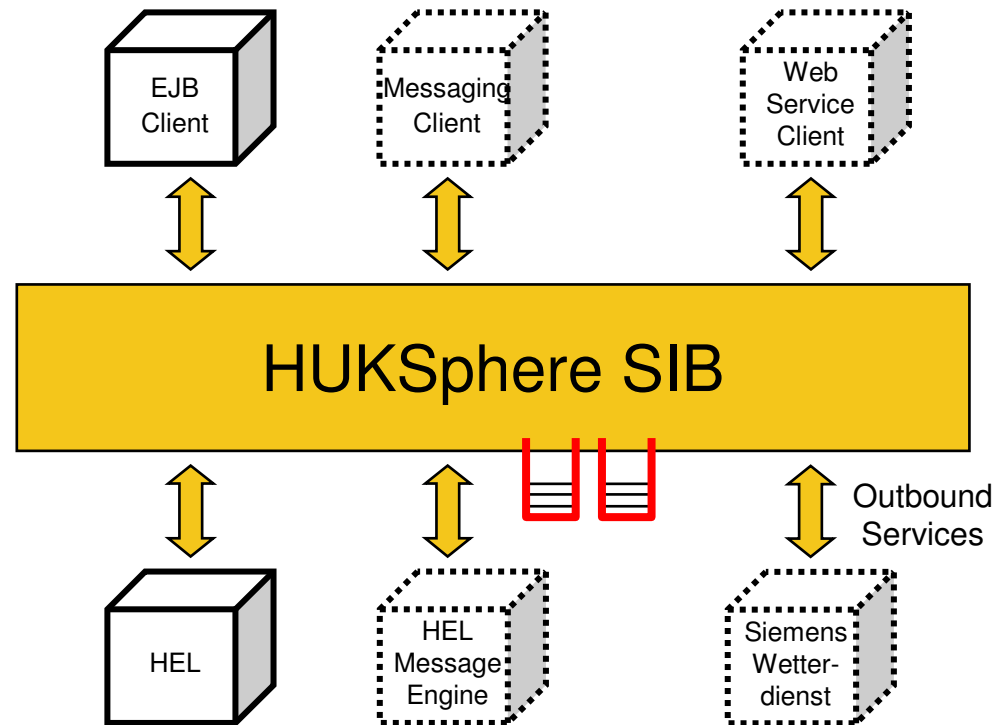 EJB
Client
Messaging
Client
Web
Service
Client
HUKSphere SIB
Outbound
Services
HEL
HEL
Message
Engine
Siemens
Wetter-
dienst